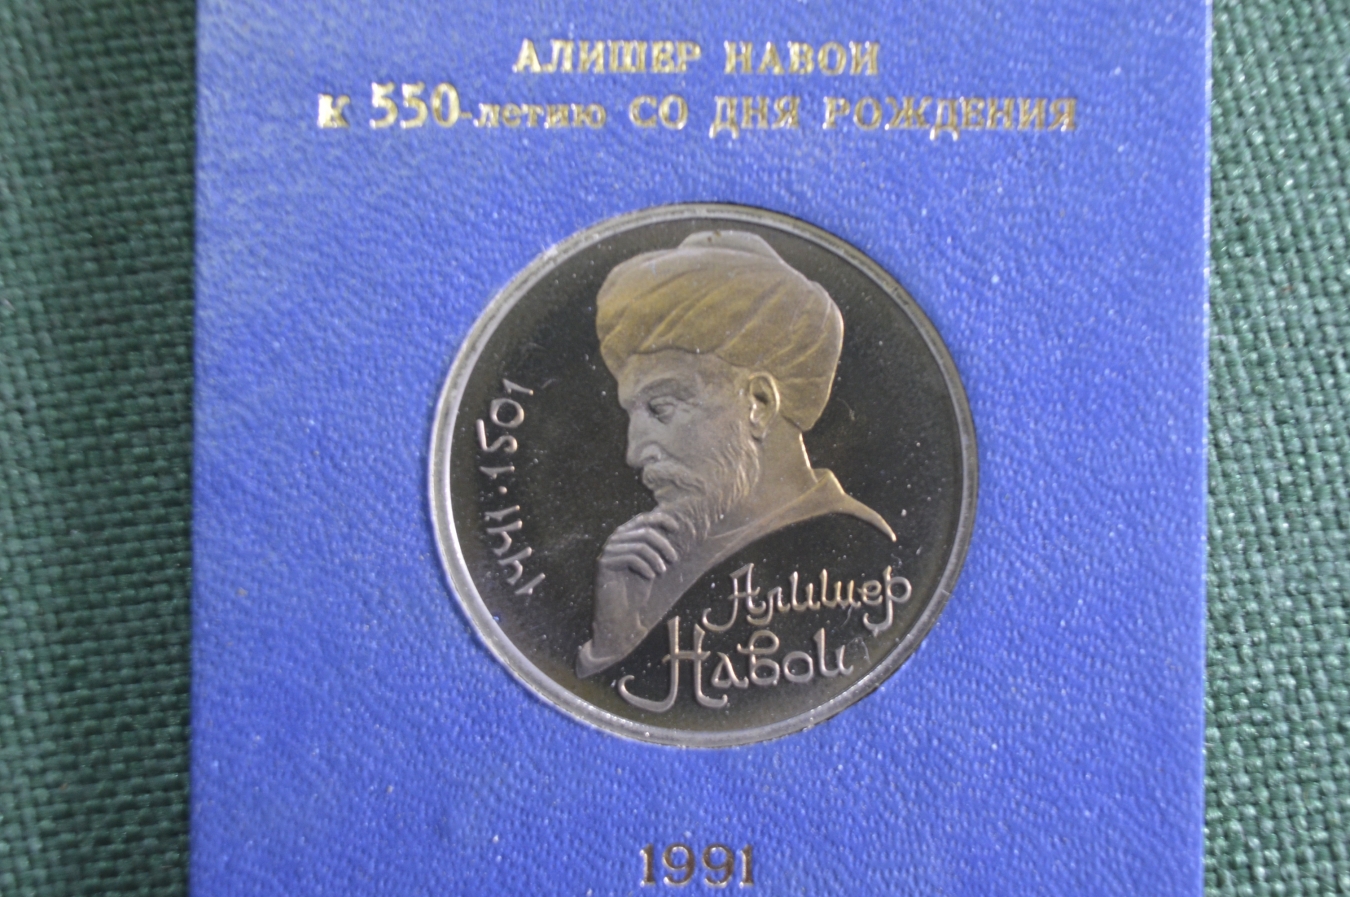 АЛИШЕР НАВОИ
К 550-летию СО ДНЯ РОЖДЕНИЯ
1441·1501
Алишер
Навои
1991